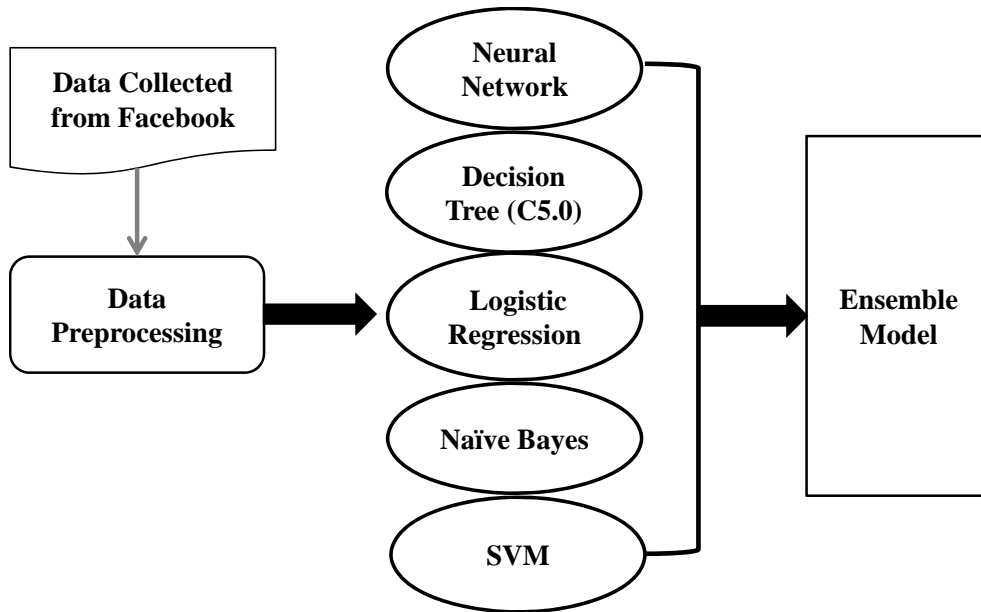 Data Collected
from Facebook
Data
Preprocessing
Neural
Network
Decision
Tree (C5.0)
Logistic
Regression
Naïve Bayes
SVM
Ensemble
Model